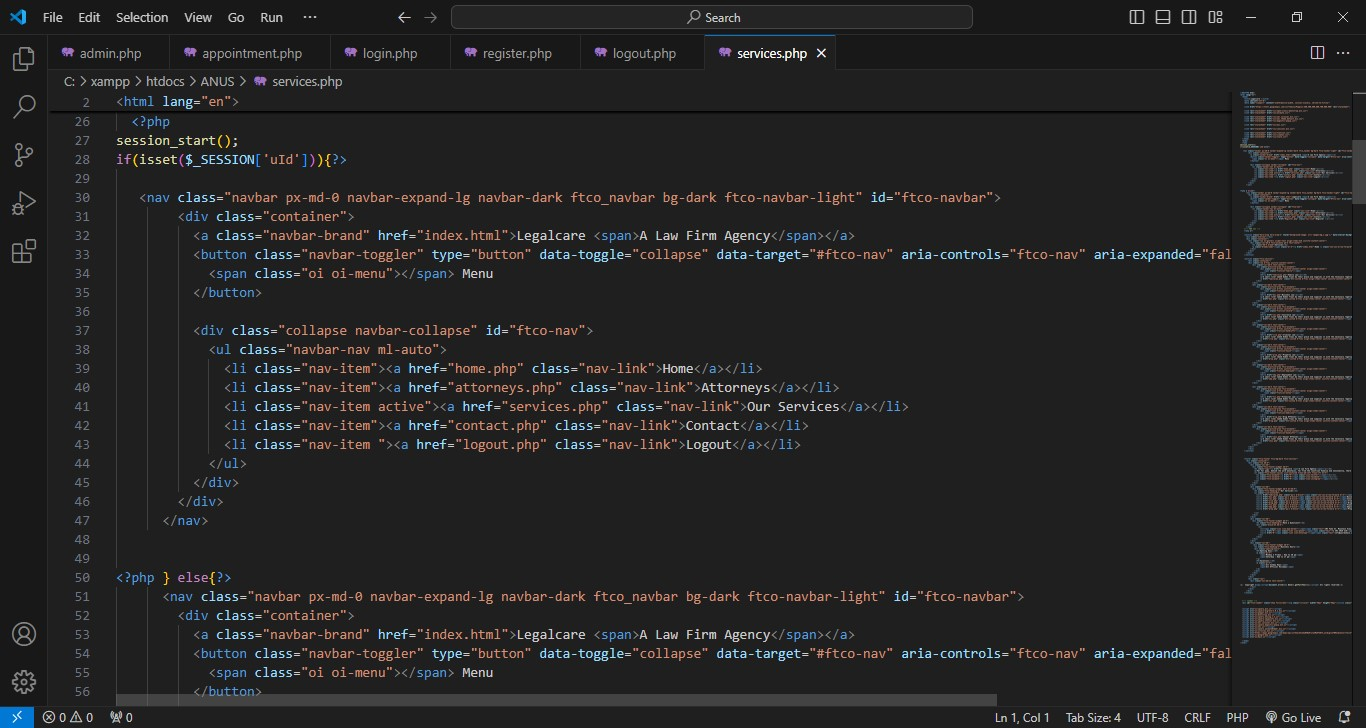 File Edit Selection View Go Run ··· Search
admin.php appointment.php login.php register.php logout.php services.php
C: > xampp > htdocs > ANUS > services.php
2 <html lang="en">
26 <?php
27 session_start();
28 if(isset($_SESSION['uId'])){?>
29
30 <nav class="navbar px-md-0 navbar-expand-lg navbar-dark ftco_navbar bg-dark ftco-navbar-light" id="ftco-navbar">
31 <div class="container">
32 <a class="navbar-brand" href="index.html">Legalcare <span>A Law Firm Agency</span></a>
33 <button class="navbar-toggler" type="button" data-toggle="collapse" data-target="#ftco-nav" aria-controls="ftco-nav" aria-expanded="fal
34 <span class="oi oi-menu"></span> Menu
35 </button>
36
37 <div class="collapse navbar-collapse" id="ftco-nav">
38 <ul class="navbar-nav ml-auto">
39 <li class="nav-item"><a href="home.php" class="nav-link">Home</a></li>
40 <li class="nav-item"><a href="attorneys.php" class="nav-link">Attorneys</a></li>
41 <li class="nav-item active"><a href="services.php" class="nav-link">Our Services</a></li>
42 <li class="nav-item"><a href="contact.php" class="nav-link">Contact</a></li>
43 <li class="nav-item "><a href="logout.php" class="nav-link">Logout</a></li>
44 </ul>
45 </div>
46 </div>
47 </nav>
48
49
50 <?php } else{?>
51 <nav class="navbar px-md-0 navbar-expand-lg navbar-dark ftco_navbar bg-dark ftco-navbar-light" id="ftco-navbar">
52 <div class="container">
53 <a class="navbar-brand" href="index.html">Legalcare <span>A Law Firm Agency</span></a>
54 <button class="navbar-toggler" type="button" data-toggle="collapse" data-target="#ftco-nav" aria-controls="ftco-nav" aria-expanded="fal
55 <span class="oi oi-menu"></span> Menu
56 </button>
0 0 0 Ln 1, Col 1 Tab Size: 4 UTF-8 CRLF PHP Go Live